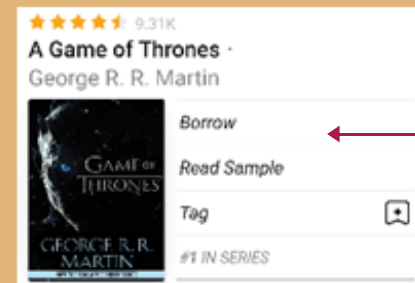 9.31K
A Game of Thrones ·
George R. R. Martin
Borrow
Read Sample
Tag
#1 IN SERIES
GAME OF
THRONES
GEORGE R. R.
MARTIN